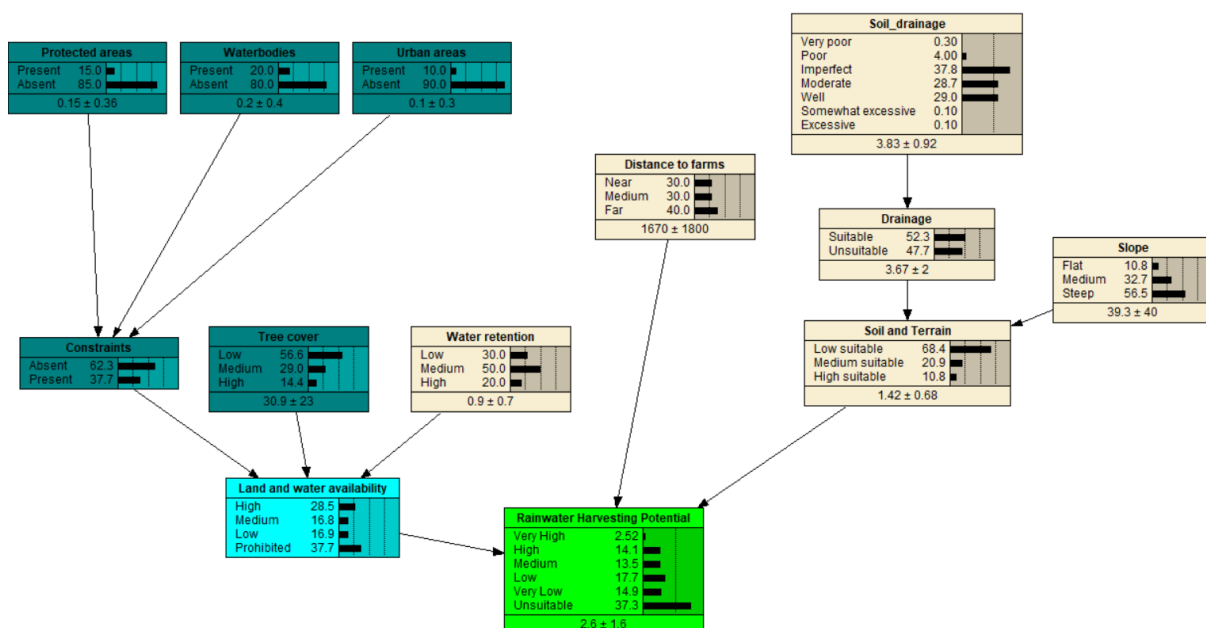 Protected areas
Present 15.0
Absent 85.0
0.15 ± 0.36
Waterbodies
Present 20.0
Absent 80.0
0.2 ± 0.4
Urban areas
Present 10.0
Absent 90.0
0.1 ± 0.3
Soil_drainage
Very poor 0.30
Poor 4.00
Imperfect 37.8
Moderate 28.7
Well 29.0
Somewhat excessive 0.10
Excessive 0.10
3.83 ± 0.92
Distance to farms
Near 30.0
Medium 30.0
Far 40.0
1670 ± 1800
Drainage
Suitable 52.3
Unsuitable 47.7
3.67 ± 2
Slope
Flat 10.8
Medium 32.7
Steep 56.5
39.3 ± 40
Constraints
Absent 62.3
Present 37.7
Tree cover
Low 56.6
Medium 29.0
High 14.4
30.9 ± 23
Water retention
Low 30.0
Medium 50.0
High 20.0
0.9 ± 0.7
Soil and Terrain
Low suitable 68.4
Medium suitable 20.9
High suitable 10.8
1.42 ± 0.68
Land and water availability
High 28.5
Medium 16.8
Low 16.9
Prohibited 37.7
Rainwater Harvesting Potential
Very High 2.52
High 14.1
Medium 13.5
Low 17.7
Very Low 14.9
Unsuitable 37.3
2.6 ± 1.6